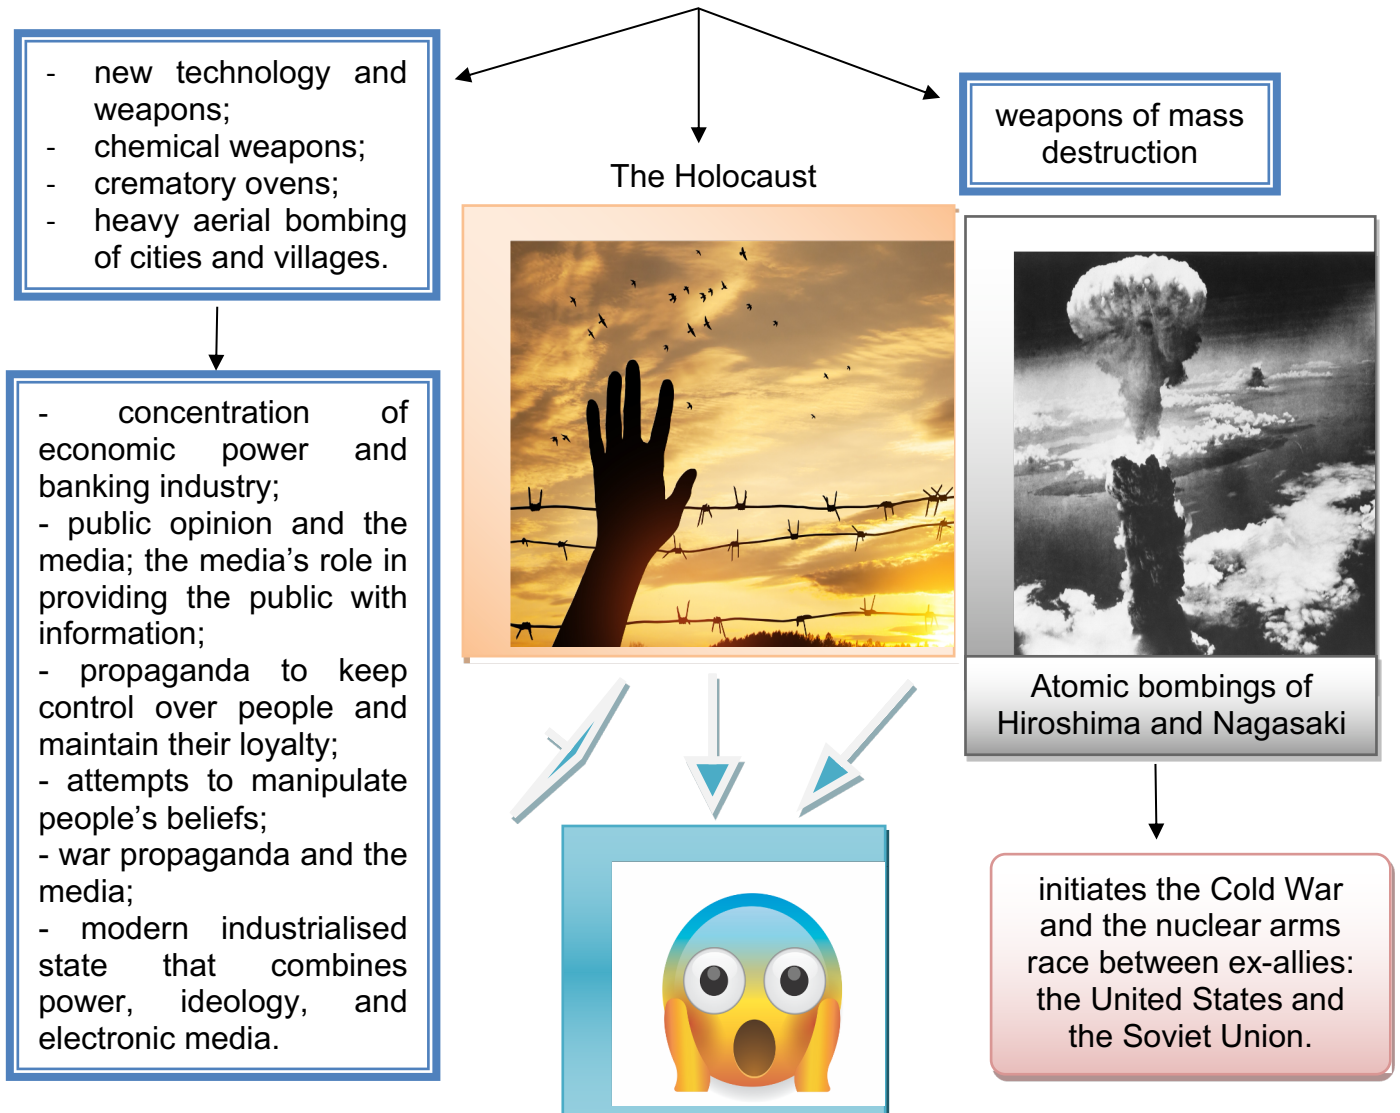 - new technology and
weapons;
- chemical weapons;
- crematory ovens;
- heavy aerial bombing
of cities and villages.
- concentration of
economic power and
banking industry;
- public opinion and the
media; the media’s role in
providing the public with
information;
- propaganda to keep
control over people and
maintain their loyalty;
- attempts to manipulate
people’s beliefs;
- war propaganda and the
media;
- modern industrialised
state that combines
power, ideology, and
electronic media.
The Holocaust
weapons of mass
destruction
Atomic bombings of
Hiroshima and Nagasaki
initiates the Cold War
and the nuclear arms
race between ex-allies:
the United States and
the Soviet Union.